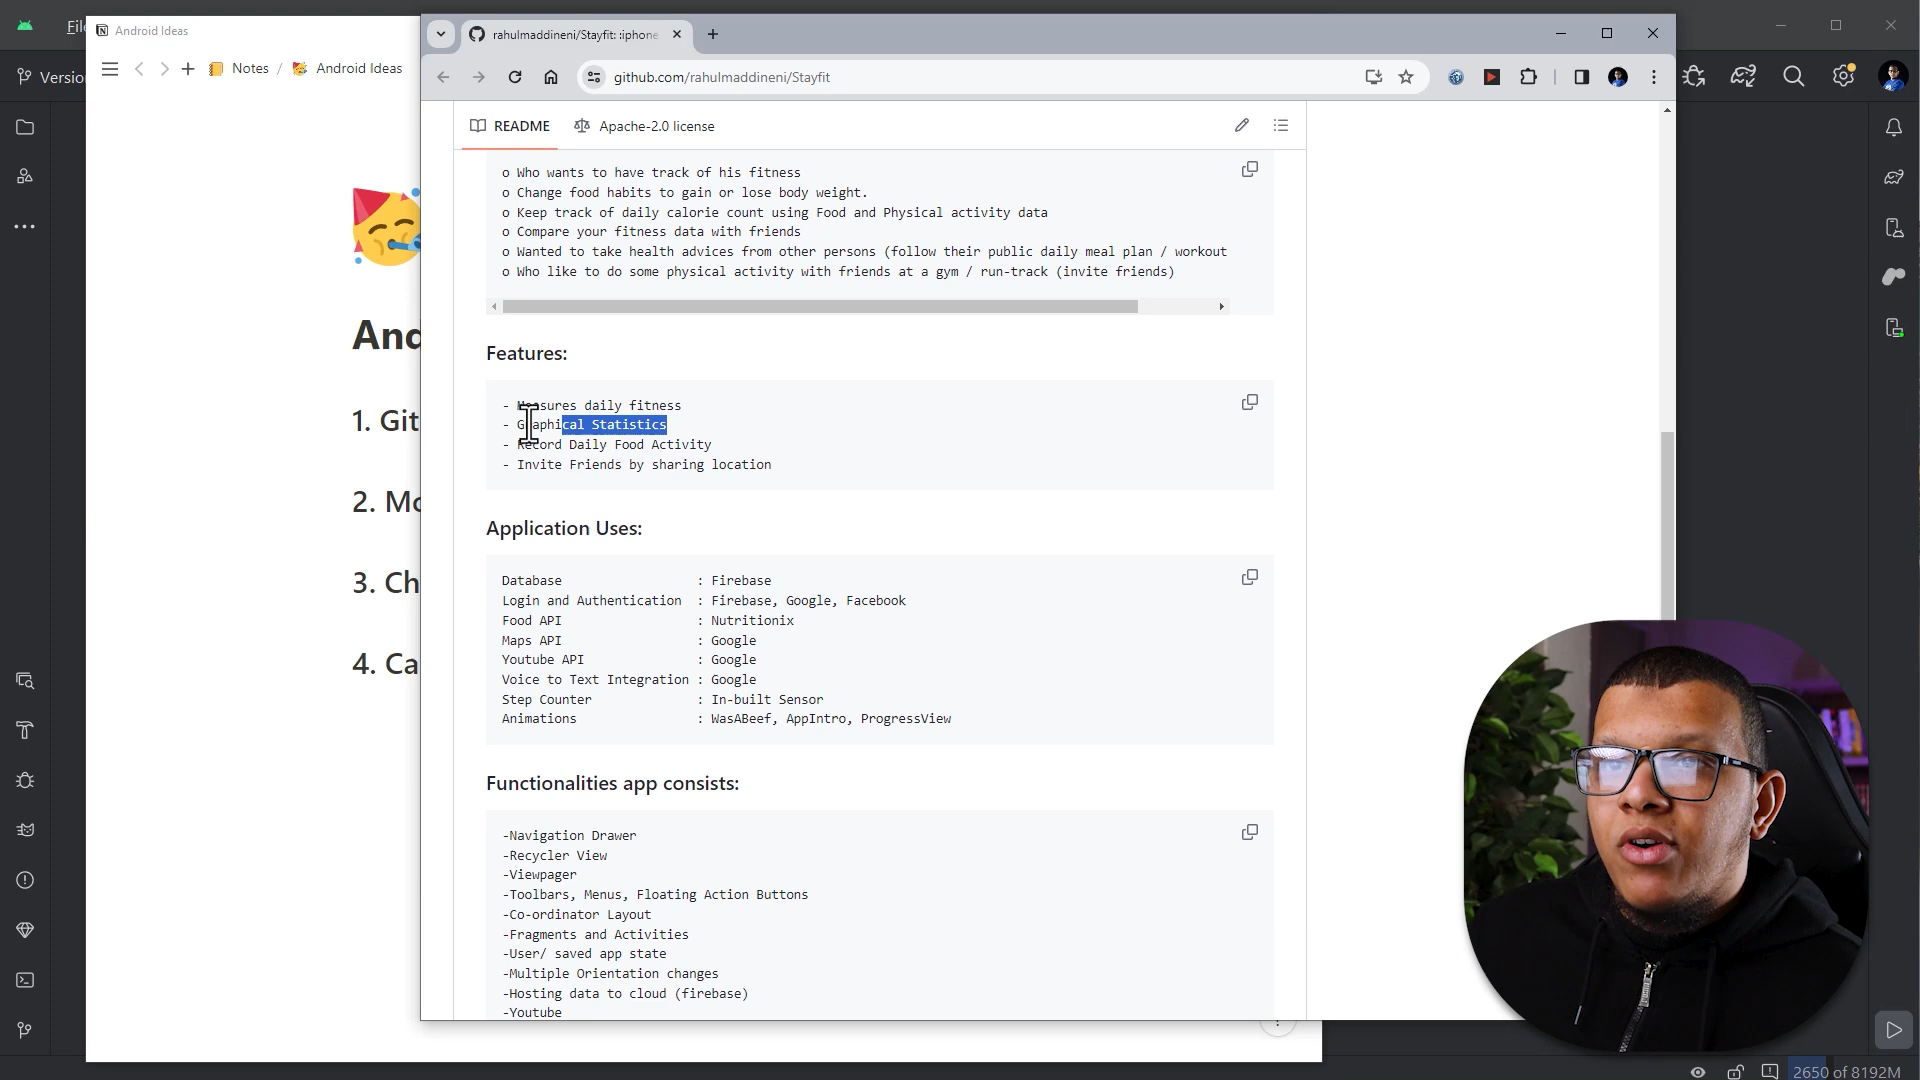 Android Ideas
Notes / Android Ideas
rahulmaddineni/Stayfit: :iphone
github.com/rahulmaddineni/Stayfit
README
Apache-2.0 license
o Who wants to have track of his fitness
o Change food habits to gain or lose body weight.
o Keep track of daily calorie count using Food and Physical activity data
o Compare your fitness data with friends
o Wanted to take health advices from other persons (follow their public daily meal plan / workout
o Who like to do some physical activity with friends at a gym / run-track (invite friends)
Features:
- Measures daily fitness
- Graphical Statistics
- Record Daily Food Activity
- Invite Friends by sharing location
Application Uses:
Database : Firebase
Login and Authentication : Firebase, Google, Facebook
Food API : Nutritionix
Maps API : Google
Youtube API : Google
Voice to Text Integration : Google
Step Counter : In-built Sensor
Animations : WasABeef, AppIntro, ProgressView
Functionalities app consists:
-Navigation Drawer
-Recycler View
-Viewpager
-Toolbars, Menus, Floating Action Buttons
-Co-ordinator Layout
-Fragments and Activities
-User/ saved app state
-Multiple Orientation changes
-Hosting data to cloud (firebase)
-Youtube
And
1. Git
2. Mo
3. Ch
4. Ca
Versio
2650 of 8192M